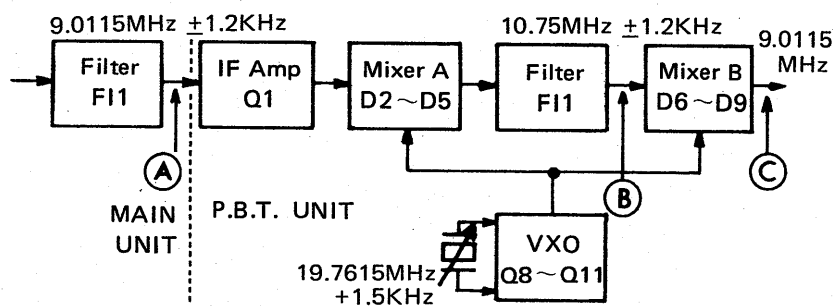 9.0115MHz ±1.2KHz
10.75MHz ±1.2KHz
9.0115
MHz
Filter
FI1
IF Amp
Q1
Mixer A
D2～D5
Filter
FI1
Mixer B
D6～D9
A
B
C
MAIN
UNIT
P.B.T. UNIT
VXO
Q8～Q11
19.7615MHz
+1.5KHz